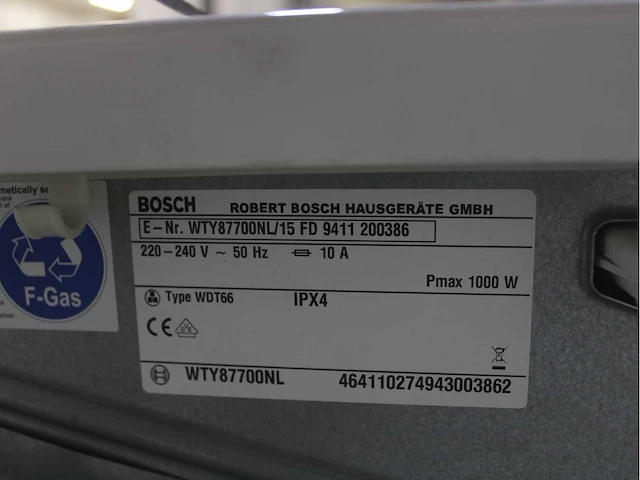 metically se
F-Gas
BOSCH ROBERT BOSCH HAUSGERÄTE GMBH
E-Nr. WTY87700NL/15 FD 9411 200386
220-240 V ~ 50 Hz 10 A
Pmax 1000 W
Type WDT66 IPX4
CE
WTY87700NL 464110274943003862